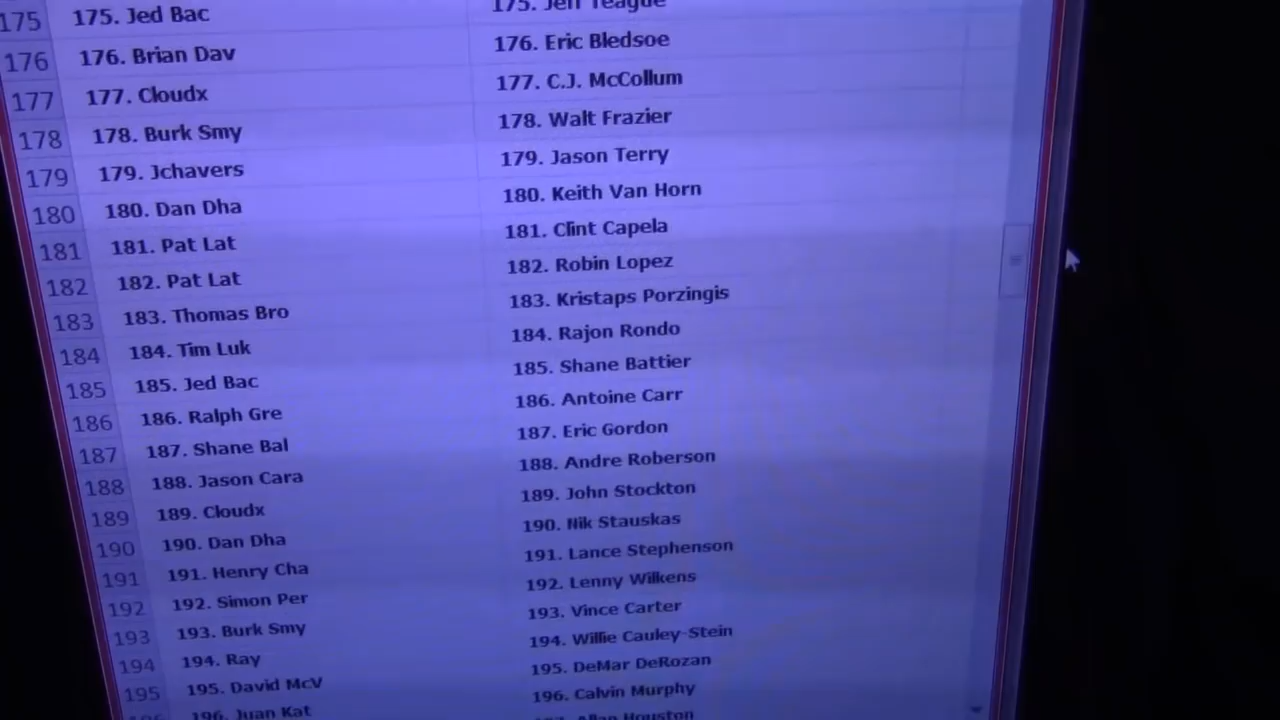 175 175. Jed Bac 175. Jeff Teague
176 176. Brian Dav 176. Eric Bledsoe
177 177. Cloudx 177. C.J. McCollum
178 178. Burk Smy 178. Walt Frazier
179 179. Jchavers 179. Jason Terry
180 180. Dan Dha 180. Keith Van Horn
181 181. Pat Lat 181. Clint Capela
182 182. Pat Lat 182. Robin Lopez
183 183. Thomas Bro 183. Kristaps Porzingis
184 184. Tim Luk 184. Rajon Rondo
185 185. Jed Bac 185. Shane Battier
186 186. Ralph Gre 186. Antoine Carr
187 187. Shane Bal 187. Eric Gordon
188 188. Jason Cara 188. Andre Roberson
189 189. Cloudx 189. John Stockton
190 190. Dan Dha 190. Nik Stauskas
191 191. Henry Cha 191. Lance Stephenson
192 192. Simon Per 192. Lenny Wilkens
193 193. Burk Smy 193. Vince Carter
194 194. Ray 194. Willie Cauley-Stein
195 195. David McV 195. DeMar DeRozan
196. Juan Kat 196. Calvin Murphy
Allan Houston